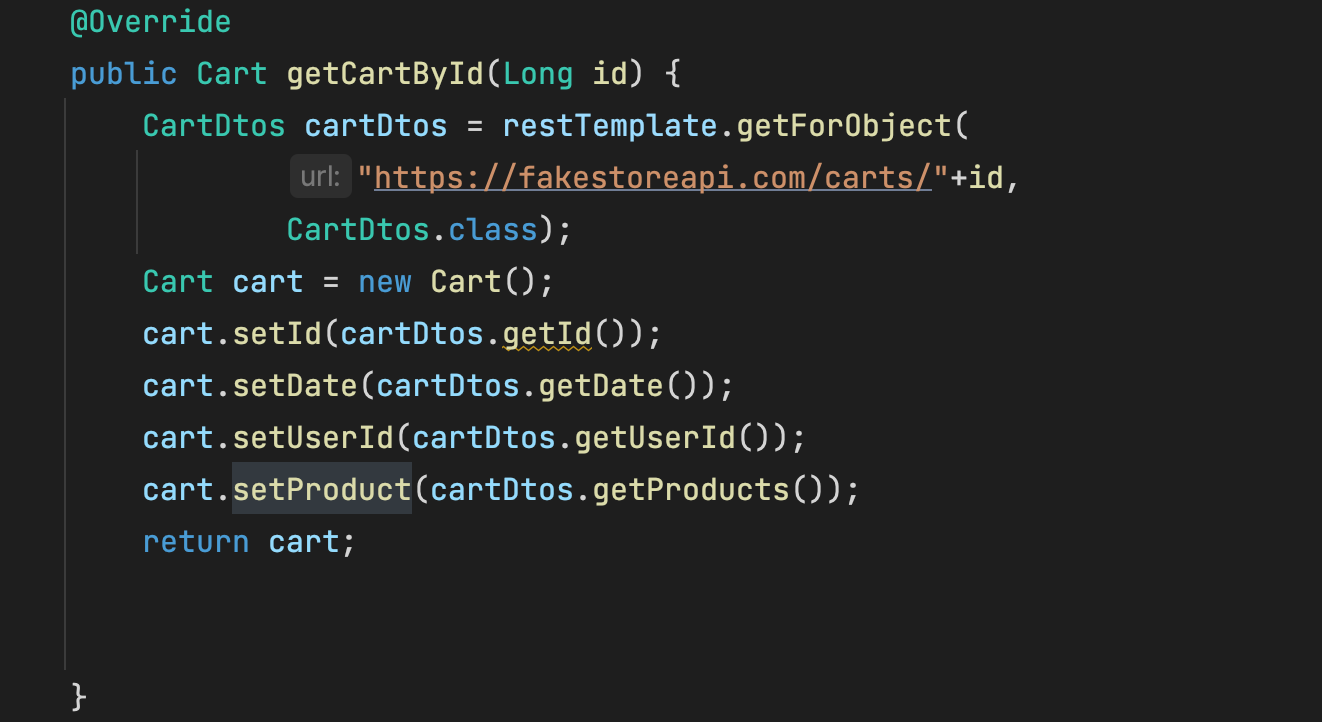 @Override
public Cart getCartById(Long id) {
CartDtos cartDtos = restTemplate.getForObject(
url: "https://fakestoreapi.com/carts/"+id,
CartDtos.class);
Cart cart = new Cart();
cart.setId(cartDtos.getId());
cart.setDate(cartDtos.getDate());
cart.setUserId(cartDtos.getUserId());
cart.setProduct(cartDtos.getProducts());
return cart;
}